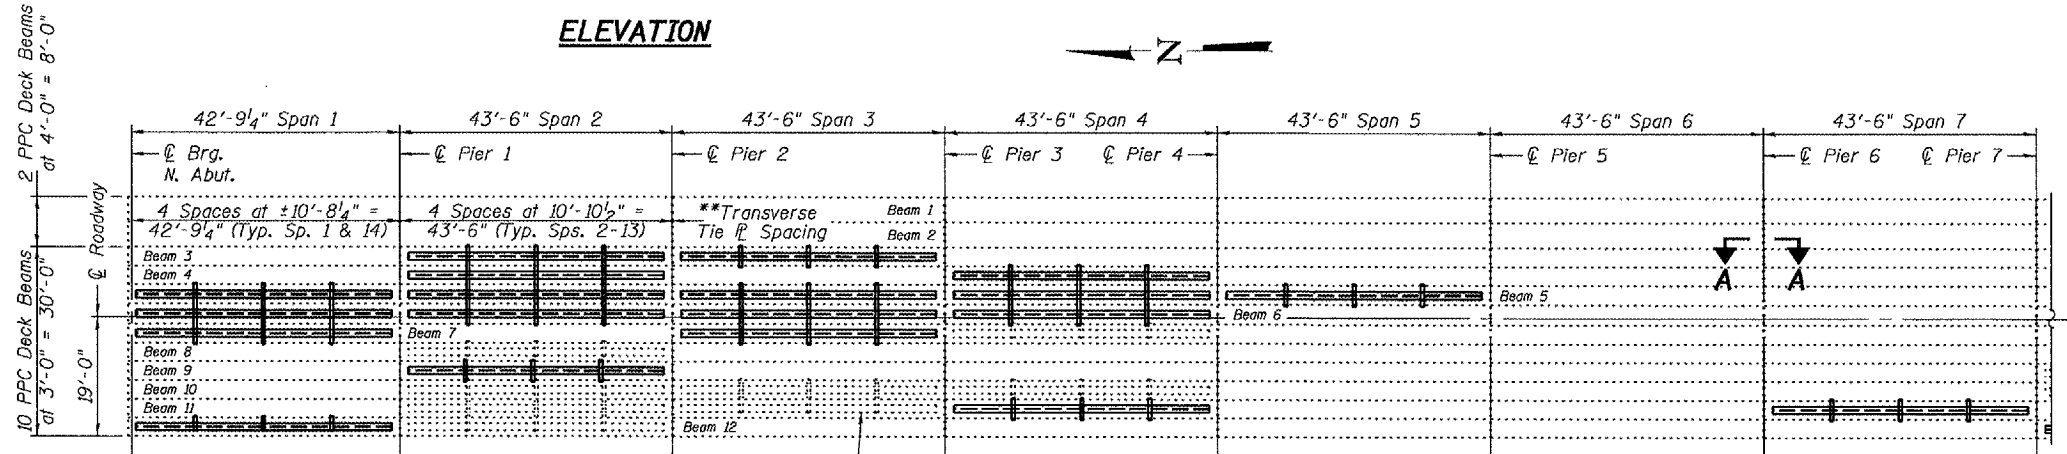 ELEVATION
N
2 PPC Deck Beams
at 4'-0" = 8'-0"
42'-9¼" Span 1
43'-6" Span 2
43'-6" Span 3
43'-6" Span 4
43'-6" Span 5
43'-6" Span 6
43'-6" Span 7
℄ Brg.
N. Abut.
℄ Pier 1
℄ Pier 2
℄ Pier 3
℄ Pier 4
℄ Pier 5
℄ Pier 6
℄ Pier 7
℄ Roadway
4 Spaces at ±10'-8¼" =
42'-9¼" (Typ. Sp. 1 & 14)
4 Spaces at 10'-10½" =
43'-6" (Typ. Sps. 2-13)
**Transverse
Tie ℙ Spacing
Beam 1
Beam 2
10 PPC Deck Beams
at 3'-0" = 30'-0"
19'-0"
Beam 3
Beam 4
Beam 5
Beam 6
Beam 7
Beam 8
Beam 9
Beam 10
Beam 11
Beam 12
A
A